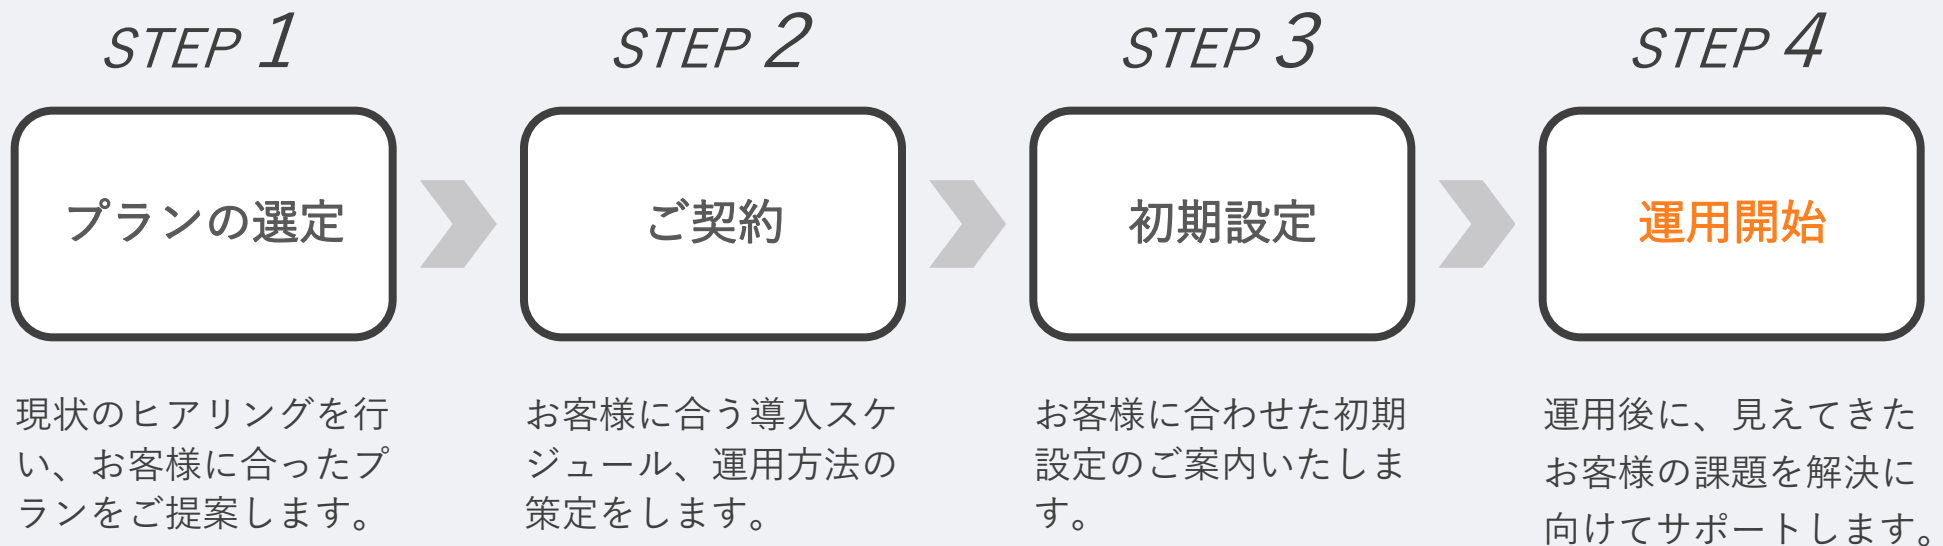 STEP 1
プランの選定
現状のヒアリングを行
い、お客様に合ったプ
ランをご提案します。
STEP 2
ご契約
お客様に合う導入スケ
ジュール、運用方法の
策定をします。
STEP 3
初期設定
お客様に合わせた初期
設定のご案内いたしま
す。
STEP 4
運用開始
運用後に、見えてきた
お客様の課題を解決に
向けてサポートします。